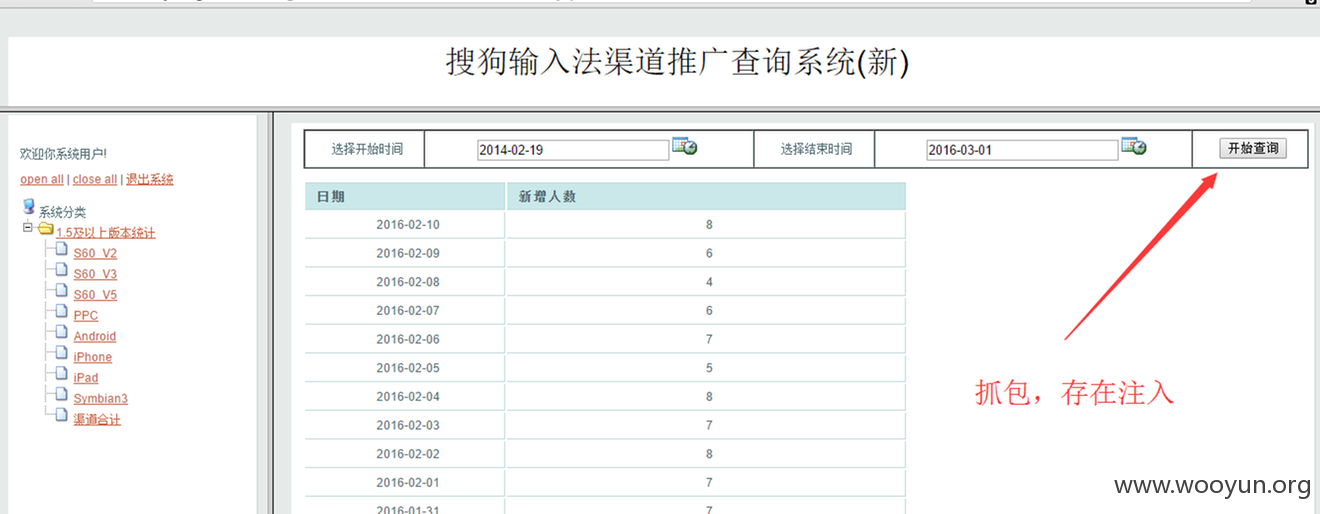 搜狗输入法渠道推广查询系统(新)
欢迎你系统用户!
open all | close all | 退出系统
系统分类
1.5及以上版本统计
S60_V2
S60_V3
S60_V5
PPC
Android
iPhone
iPad
Symbian3
渠道合计
选择开始时间 2014-02-19 选择结束时间 2016-03-01 开始查询
日期 新增人数
2016-02-10 8
2016-02-09 6
2016-02-08 4
2016-02-07 6
2016-02-06 7
2016-02-05 5
2016-02-04 8
2016-02-03 7
2016-02-02 8
2016-02-01 7
2016-01-31 7
抓包，存在注入
www.wooyun.org